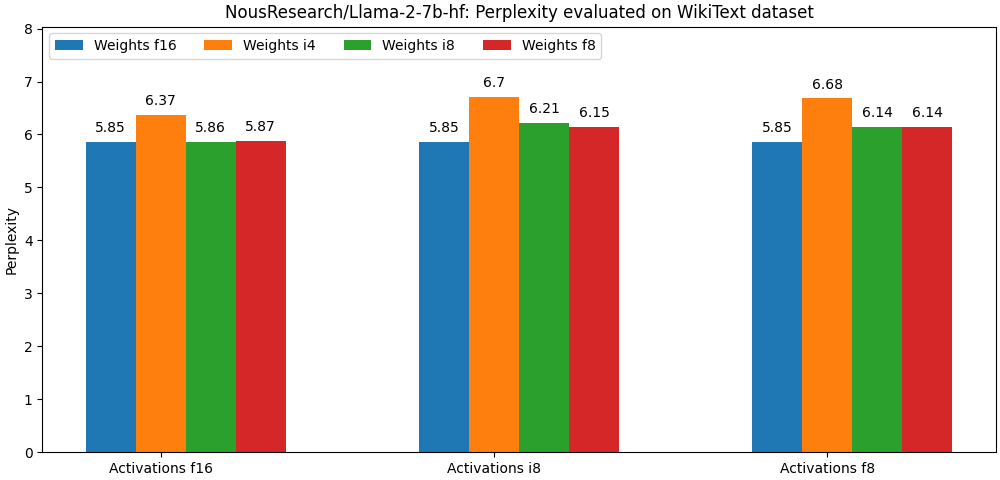 NousResearch/Llama-2-7b-hf: Perplexity evaluated on WikiText dataset
Weights f16 Weights i4 Weights i8 Weights f8
8
7
6
5
4
3
2
1
0
Perplexity
5.85 6.37 5.86 5.87
5.85 6.7 6.21 6.15
5.85 6.68 6.14 6.14
Activations f16 Activations i8 Activations f8